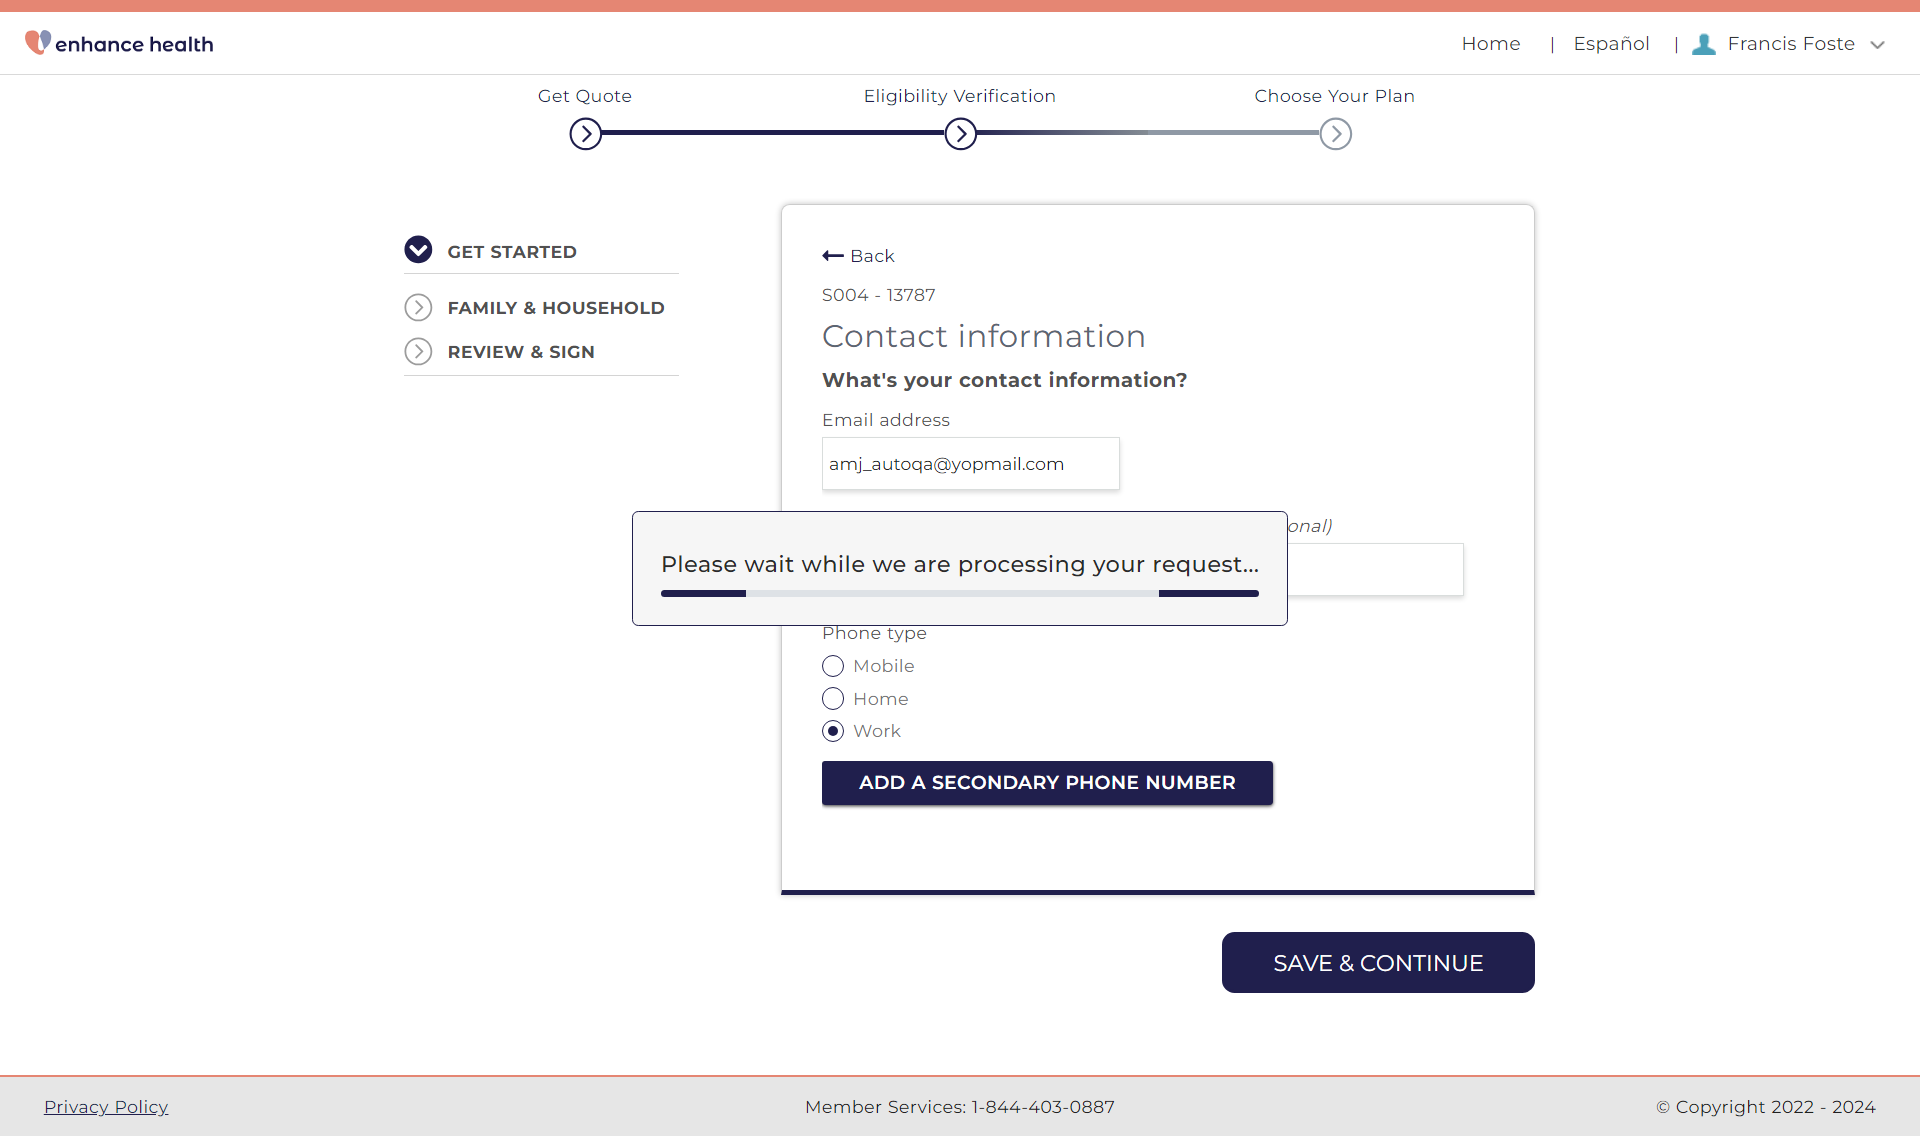 enhance health
Home | Español | Francis Foste
Get Quote
Eligibility Verification
Choose Your Plan
GET STARTED
FAMILY & HOUSEHOLD
REVIEW & SIGN
Back
S004 - 13787
Contact information
What's your contact information?
Email address
amj_autoqa@yopmail.com
onal)
Please wait while we are processing your request...
Phone type
Mobile
Home
Work
ADD A SECONDARY PHONE NUMBER
SAVE & CONTINUE
Privacy Policy
Member Services: 1-844-403-0887
© Copyright 2022 - 2024